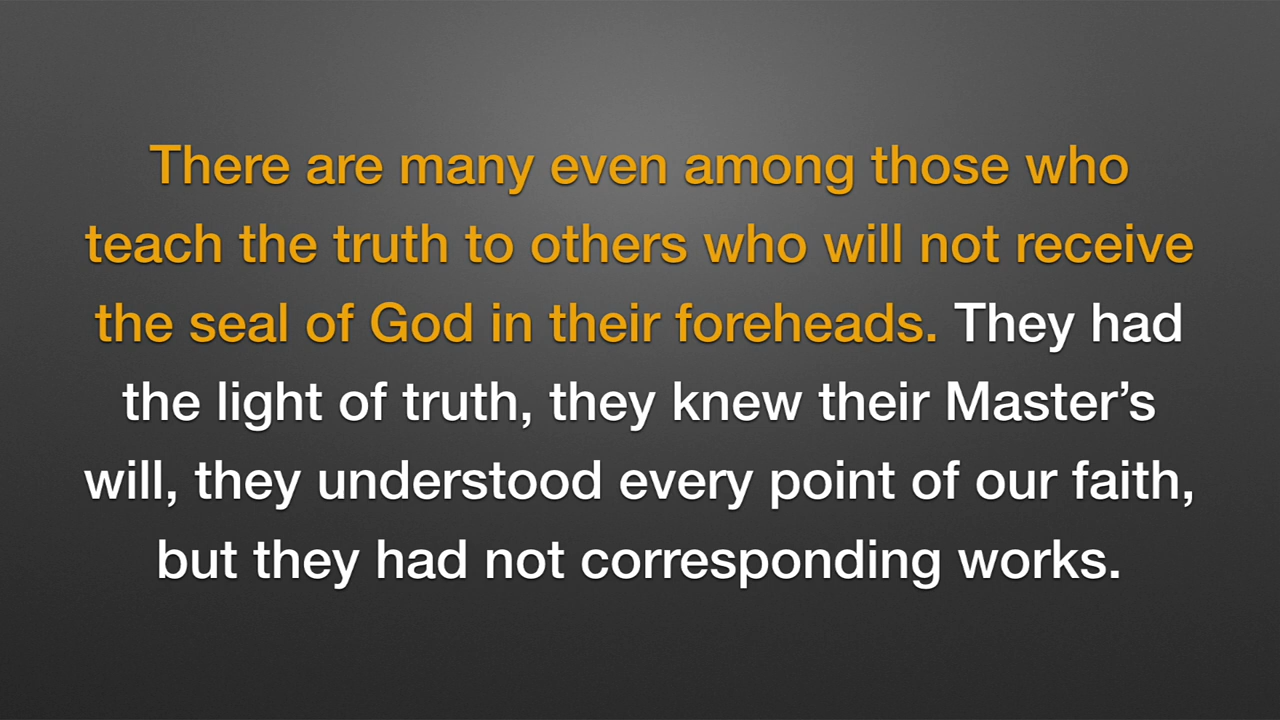 There are many even among those who
teach the truth to others who will not receive
the seal of God in their foreheads. They had
the light of truth, they knew their Master’s
will, they understood every point of our faith,
but they had not corresponding works.